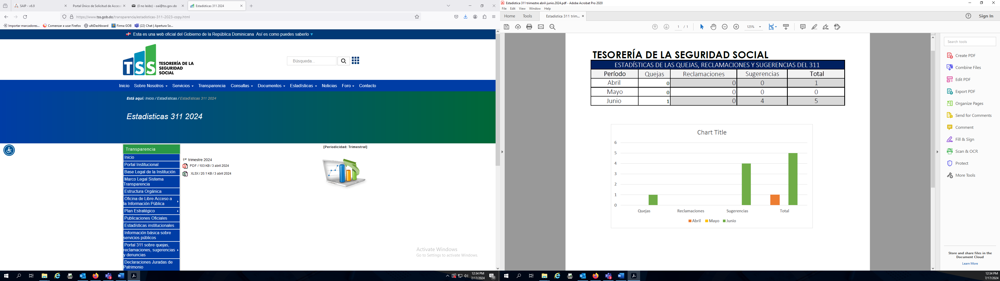 SAIP - v6.9
Portal Único de Solicitud de Acceso
(0 no leído) - oai@tss.gov.do
Estadísticas 311 2024
https://www.tss.gob.do/transparencia/estadisticas-311-2023-copy.html
Importar marcadores...
Comenzar a usar Firefox
ultiDashboard
Firma GOB
(22) Chat | Apertura So...
Esta es una web oficial del Gobierno de la República Dominicana Así es como puedes saberlo
TSS
TESORERÍA DE LA
SEGURIDAD
SOCIAL
Búsqueda...
Inicio Sobre Nosotros Servicios Transparencia Consultas Documentos Estadísticas Noticias Foro Contacto
Está aquí: Inicio / Estadísticas / Estadísticas 311 2024
Estadisticas 311 2024
Transparencia
Inicio
Portal Institucional
Base Legal de la Institución
Marco Legal Sistema
Transparencia
Estructura Orgánica
Oficina de Libre Acceso a
la Información Pública
Plan Estratégico
Publicaciones Oficiales
Estadísticas institucionales
Información básica sobre
servicios públicos
Portal 311 sobre quejas,
reclamaciones, sugerencias
y denuncias
Declaraciones Juradas de
Patrimonio
[Periodicidad: Trimestral]
1er trimestre 2024
PDF / 103 KB / 3 abril 2024
XLSX / 20.1 KB / 3 abril 2024
Activate Windows
Go to Settings to activate Windows.
12:34 PM
7/17/2024
10
Estadistica 311 trimestre abril-junio.2024.pdf - Adobe Acrobat Pro 2020
File Edit View Window Help
Home Tools Estadistica 311 trim...
Sign In
1 / 1
125%
TESORERÍA DE LA SEGURIDAD SOCIAL
ESTADÍSTICAS DE LAS QUEJAS, RECLAMACIONES Y SUGERENCIAS DEL 311
Período Quejas Reclamaciones Sugerencias Total
Abril 0 0 0 1
Mayo 0 0 0 0
Junio 1 0 4 5
Chart Title
6
5
4
3
2
1
0
Quejas Reclamaciones Sugerencias Total
Abril Mayo Junio
Search tools
Create PDF
Combine Files
Edit PDF
Export PDF
Organize Pages
Send for Comments
Comment
Fill & Sign
Scan & OCR
Protect
More Tools
Store and share files in the
Document Cloud
Learn More
12:34 PM
7/17/2024